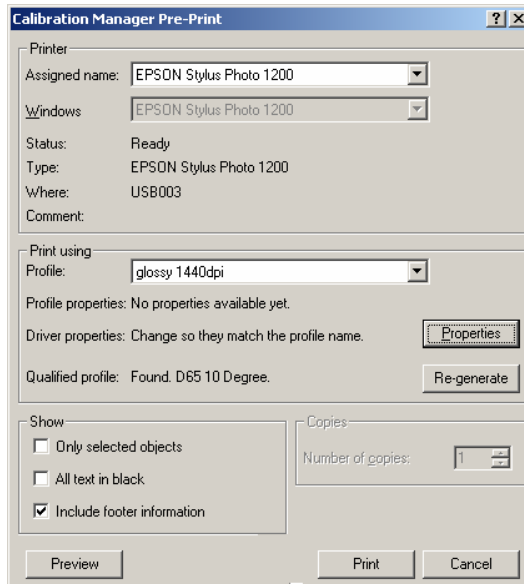 Calibration Manager Pre-Print ? X
Printer
Assigned name: EPSON Stylus Photo 1200
Windows EPSON Stylus Photo 1200
Status: Ready
Type: EPSON Stylus Photo 1200
Where: USB003
Comment:
Print using
Profile: glossy 1440dpi
Profile properties: No properties available yet.
Driver properties: Change so they match the profile name. Properties
Qualified profile: Found. D65 10 Degree. Re-generate
Show Copies
Only selected objects
Number of copies: 1
All text in black
Include footer information
Preview Print Cancel